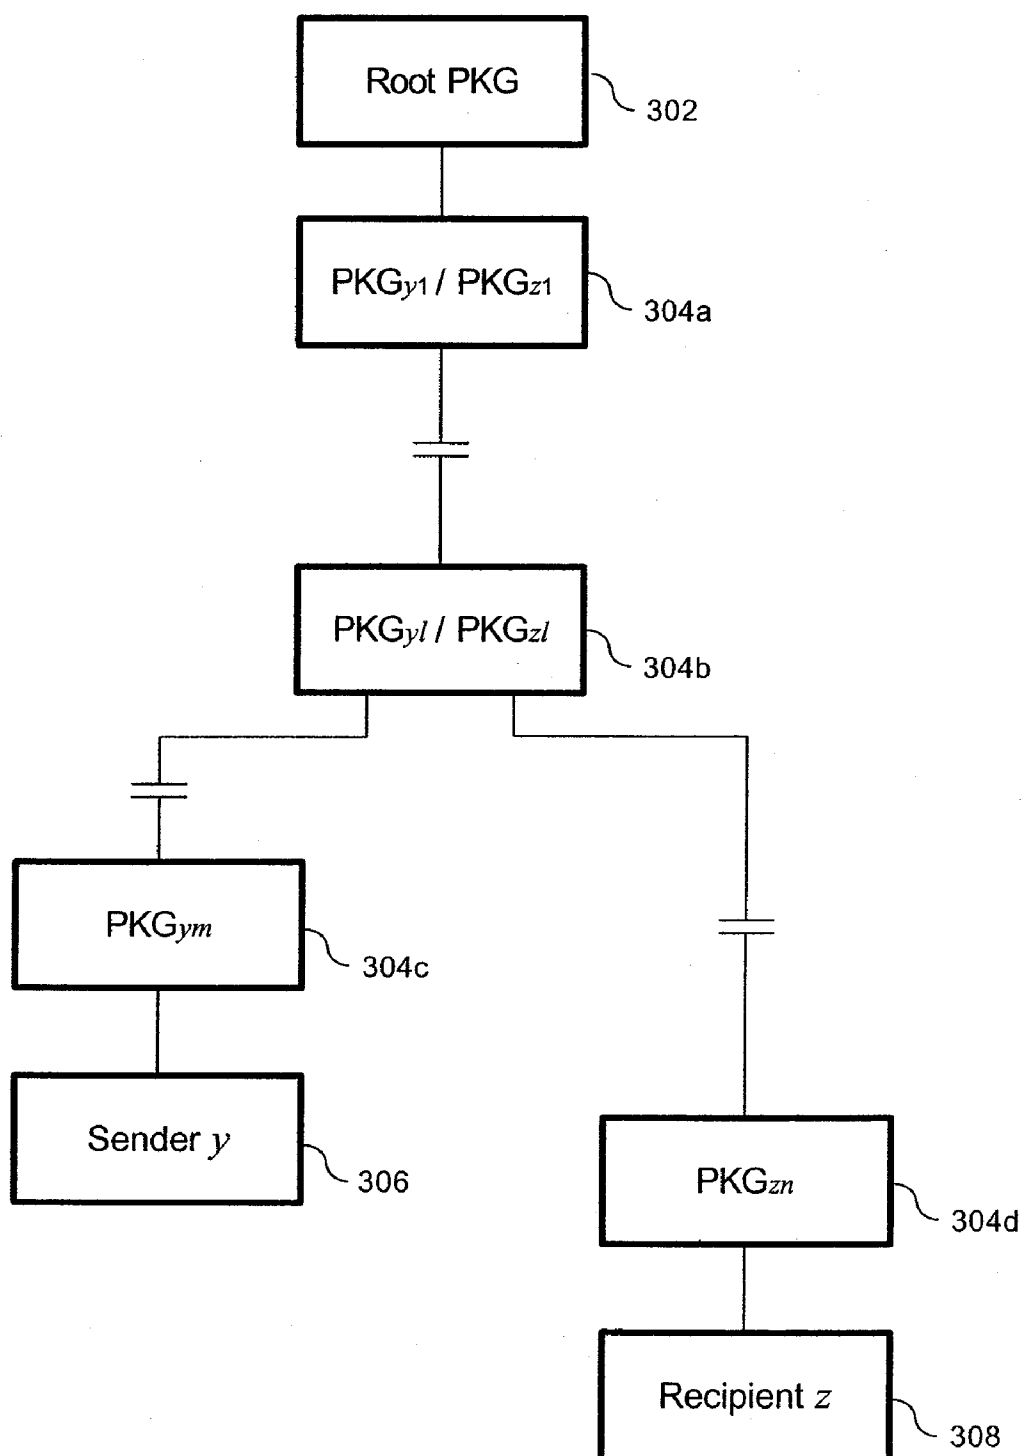 Root PKG
302
PKGy1 / PKGz1
304a
PKGyl / PKGzl
304b
PKGym
304c
Sender y
306
PKGzn
304d
Recipient z
308